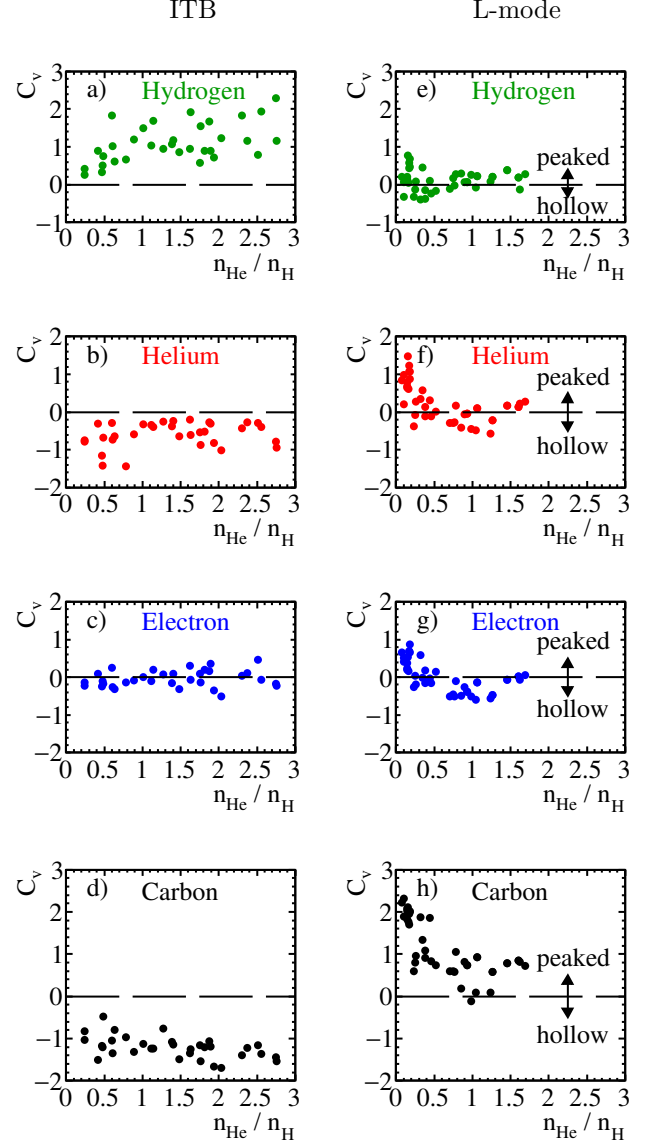 ITB
L-mode
C_v
3
2
1
0
−1
a)
Hydrogen
0 0.5 1 1.5 2 2.5 3
n_He / n_H
C_v
3
2
1
0
−1
e)
Hydrogen
peaked
hollow
0 0.5 1 1.5 2 2.5 3
n_He / n_H
C_v
2
1
0
−1
−2
b)
Helium
0 0.5 1 1.5 2 2.5 3
n_He / n_H
C_v
2
1
0
−1
−2
f)
Helium
peaked
hollow
0 0.5 1 1.5 2 2.5 3
n_He / n_H
C_v
2
1
0
−1
−2
c)
Electron
0 0.5 1 1.5 2 2.5 3
n_He / n_H
C_v
2
1
0
−1
−2
g)
Electron
peaked
hollow
0 0.5 1 1.5 2 2.5 3
n_He / n_H
C_v
3
2
1
0
−1
−2
d)
Carbon
0 0.5 1 1.5 2 2.5 3
n_He / n_H
C_v
3
2
1
0
−1
−2
h)
Carbon
peaked
hollow
0 0.5 1 1.5 2 2.5 3
n_He / n_H